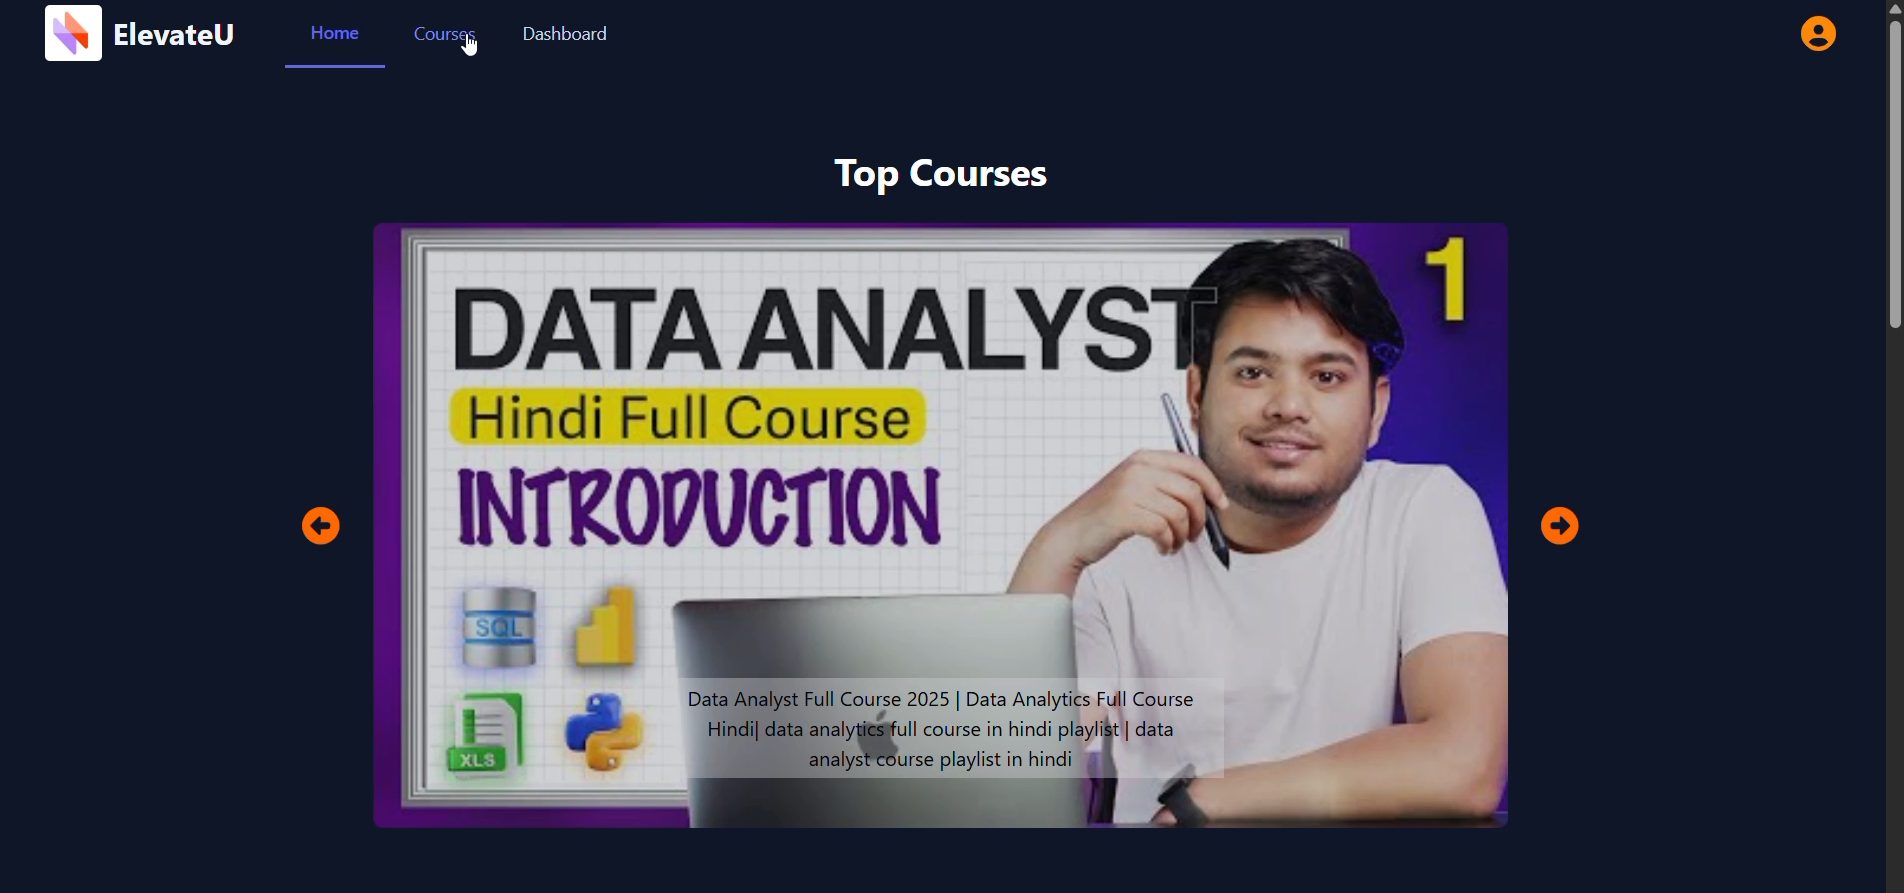 ElevateU
Home
Courses
Dashboard
Top Courses
1
DATA ANALYST
Hindi Full Course
INTRODUCTION
SQL
XLS
Data Analyst Full Course 2025 | Data Analytics Full Course
Hindi| data analytics full course in hindi playlist | data
analyst course playlist in hindi